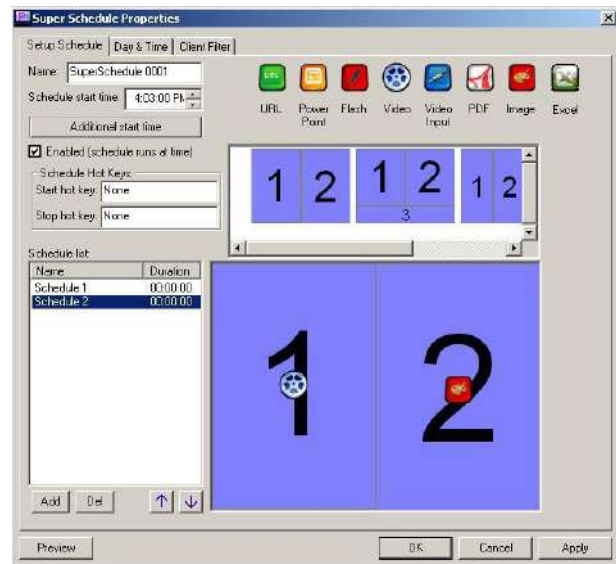 Super Schedule Properties
Setup Schedule Day & Time Client Filter
Name: SuperSchedule 0001
Schedule start time: 4:03:00 PM
Additional start time
Enabled (schedule runs at time)
Schedule Hot Keys:
Start hot key: None
Stop hot key: None
URL Power Point Flash Video Video Input PDF Image Excel
1 2 1 2 3 1 2
Schedule list
Name Duration
Schedule 1 00:00:00
Schedule 2 00:00:00
1 2
Add Del
Preview OK Cancel Apply